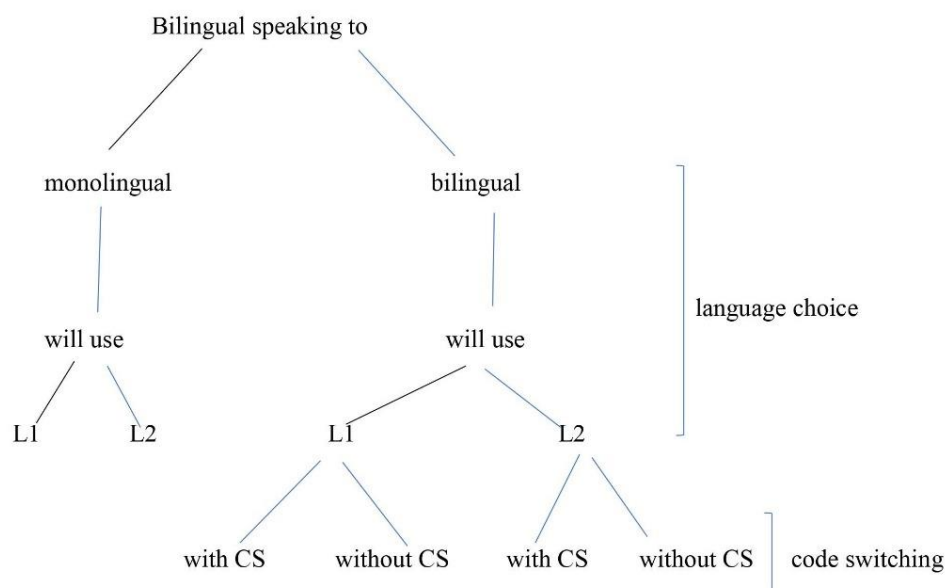 Bilingual speaking to
monolingual
bilingual
language choice
will use
will use
L1
L2
L1
L2
with CS
without CS
with CS
without CS
code switching